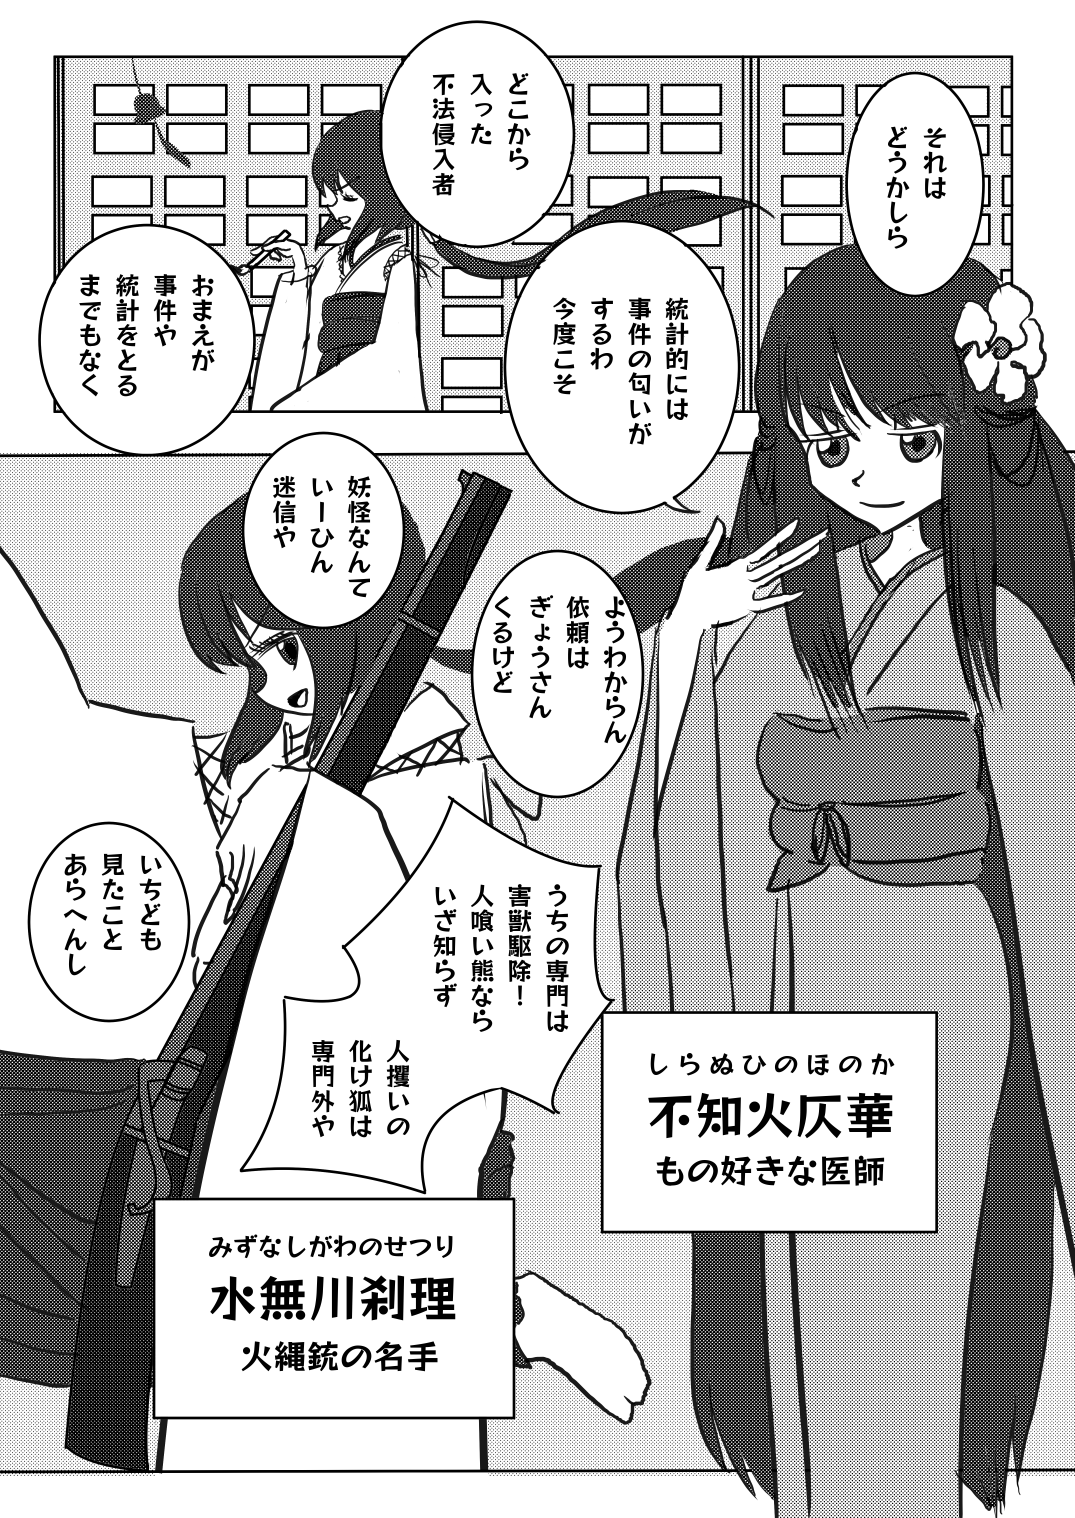 それは
どうかしら
どこから
入った
不法侵入者
統計的には
事件の匂いが
するわ
今度こそ
おまえが
事件や
統計をとる
までもなく
妖怪なんて
いーひん
迷信や
ようわからん
依頼は
ぎょうさん
くるけど
うちの専門は
害獣駆除！
人喰い熊なら
いざ知らず
人攫いの
化け狐は
専門外や
いちども
見たこと
あらへんし
しらぬひのほのか
不知火仄華
もの好きな医師
みずなしがわのせつり
水無川刹理
火縄銃の名手